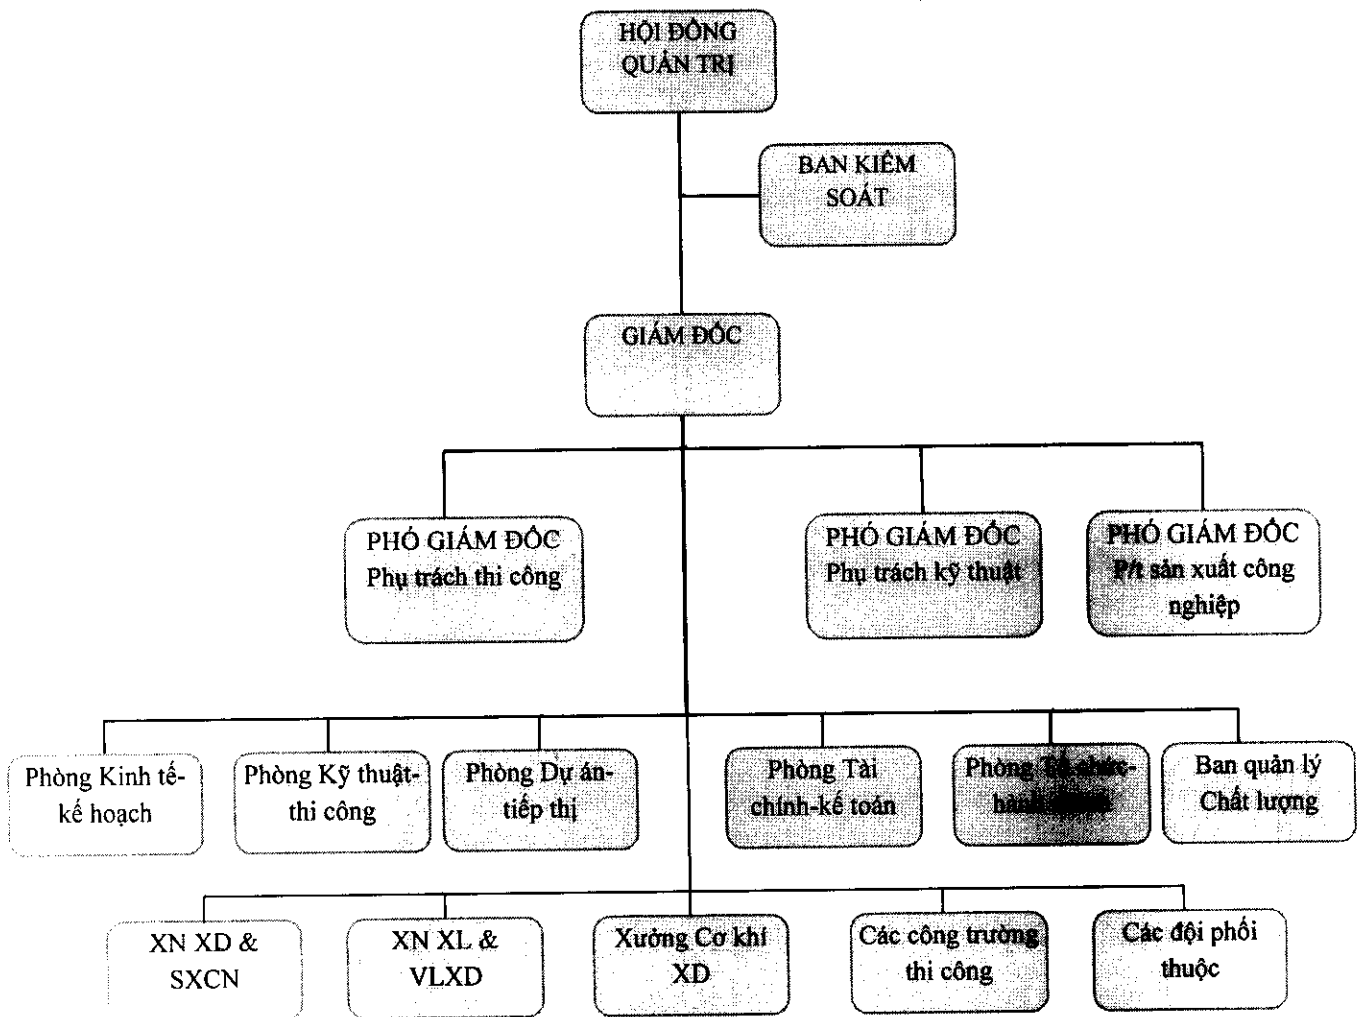 HỘI ĐỒNG
QUẢN TRỊ
BAN KIỂM
SOÁT
GIÁM ĐỐC
PHÓ GIÁM ĐỐC
Phụ trách thi công
PHÓ GIÁM ĐỐC
Phụ trách kỹ thuật
PHÓ GIÁM ĐỐC
P/t sản xuất công
nghiệp
Phòng Kinh tế-
kế hoạch
Phòng Kỹ thuật-
thi công
Phòng Dự án-
tiếp thị
Phòng Tài
chính-kế toán
Phòng Tổ chức-
hành
Ban quản lý
Chất lượng
XN XD &
SXCN
XN XL &
VLXD
Xưởng Cơ khí
XD
Các công trường
thi công
Các đội phối
thuộc